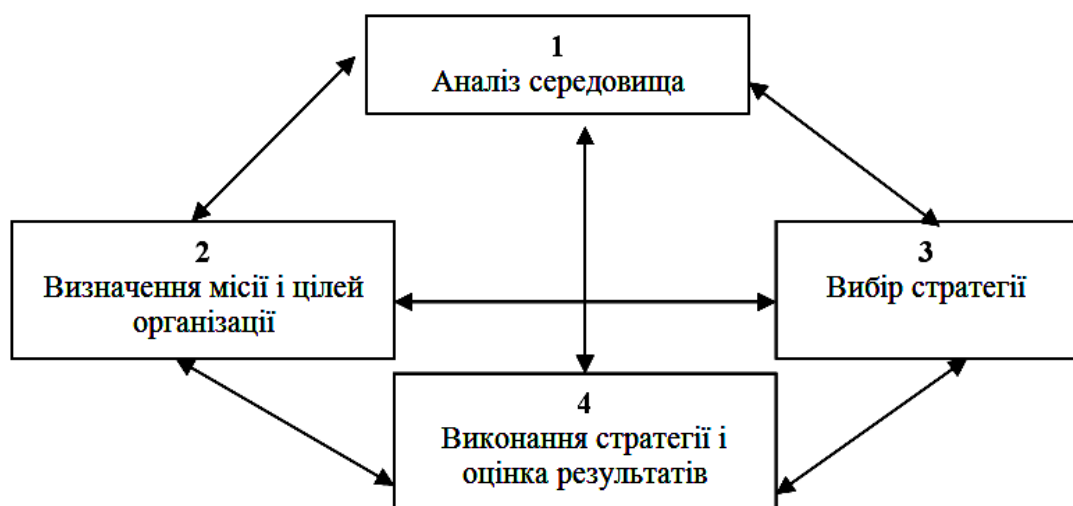 1
Аналіз середовища
2
Визначення місії і цілей
організації
3
Вибір стратегії
4
Виконання стратегії і
оцінка результатів